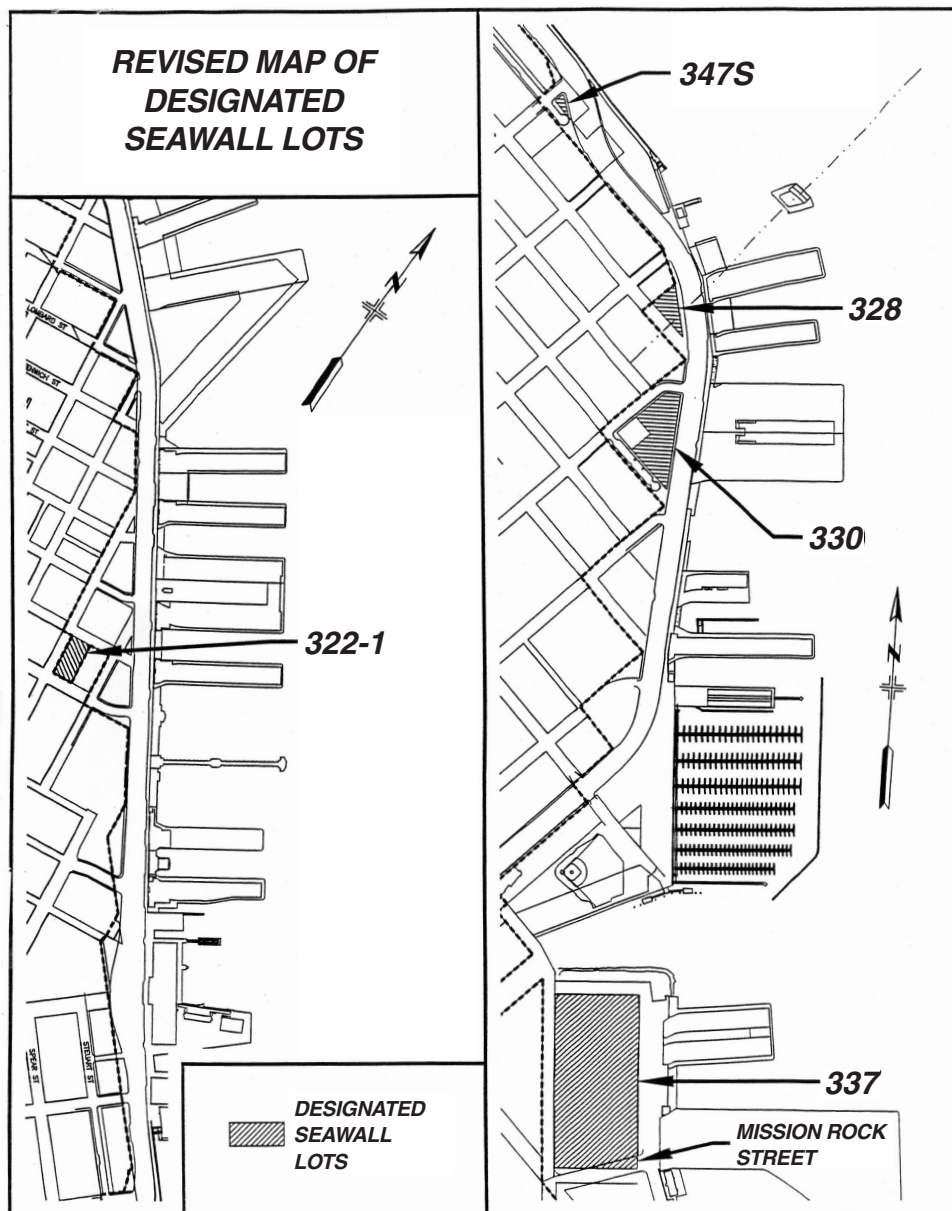 REVISED MAP OF
DESIGNATED
SEAWALL LOTS
347S
N
LOMBARD ST
328
330
322-1
N
SPEAR ST
STEUART ST
337
DESIGNATED
SEAWALL
LOTS
MISSION ROCK
STREET